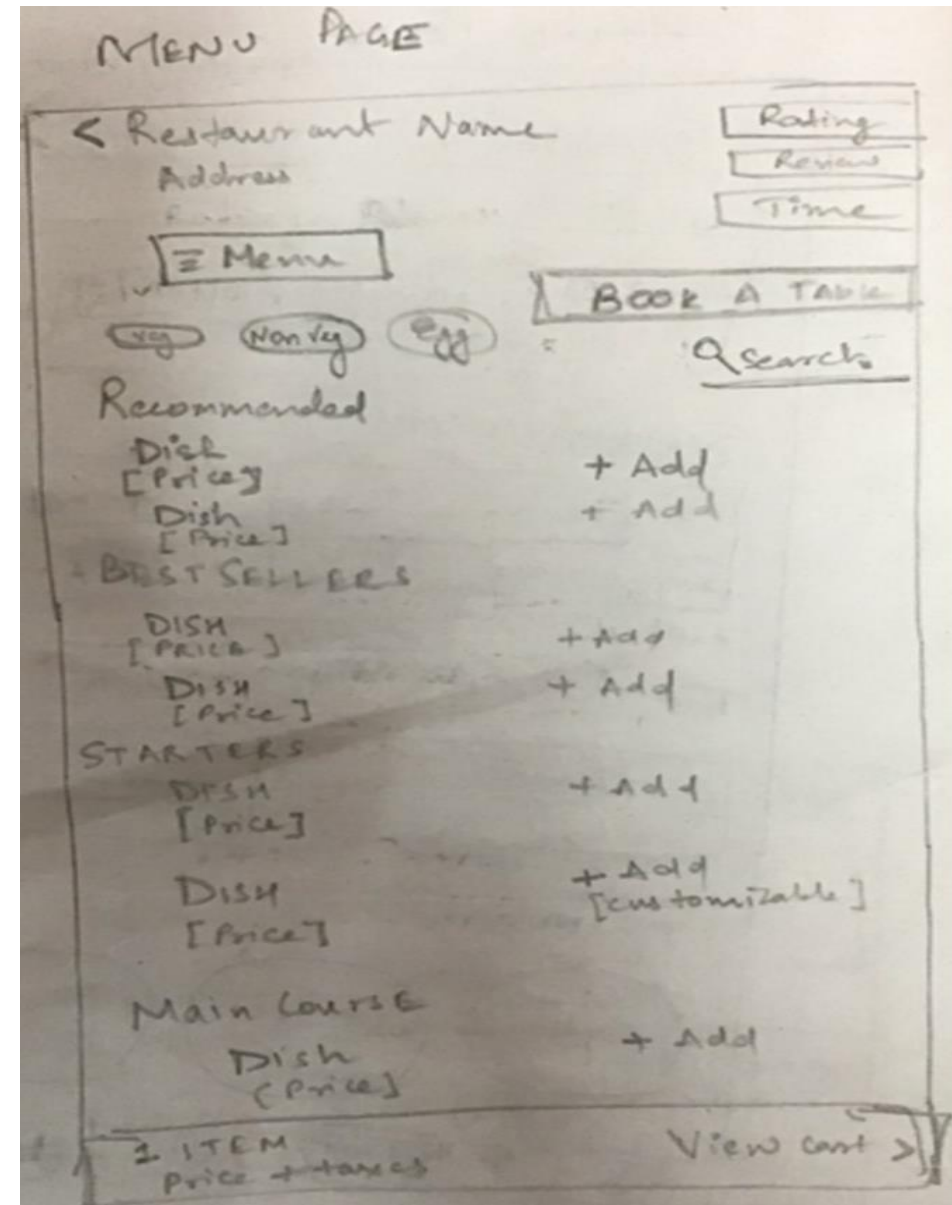 MENU PAGE
< Restaurant Name
Rating
Address
Review
Time
≡ Menu
BOOK A TABLE
veg Non Veg egg
Search
Recommended
Dish + Add
[Price]
Dish + Add
[Price]
BEST SELLERS
DISH + Add
[PRICE]
DISH + Add
[Price]
STARTERS
DISH + Add
[Price]
DISH + Add
[customizable]
[Price]
Main CoursE
Dish + Add
(Price]
1 ITEM View cart >
price + taxes